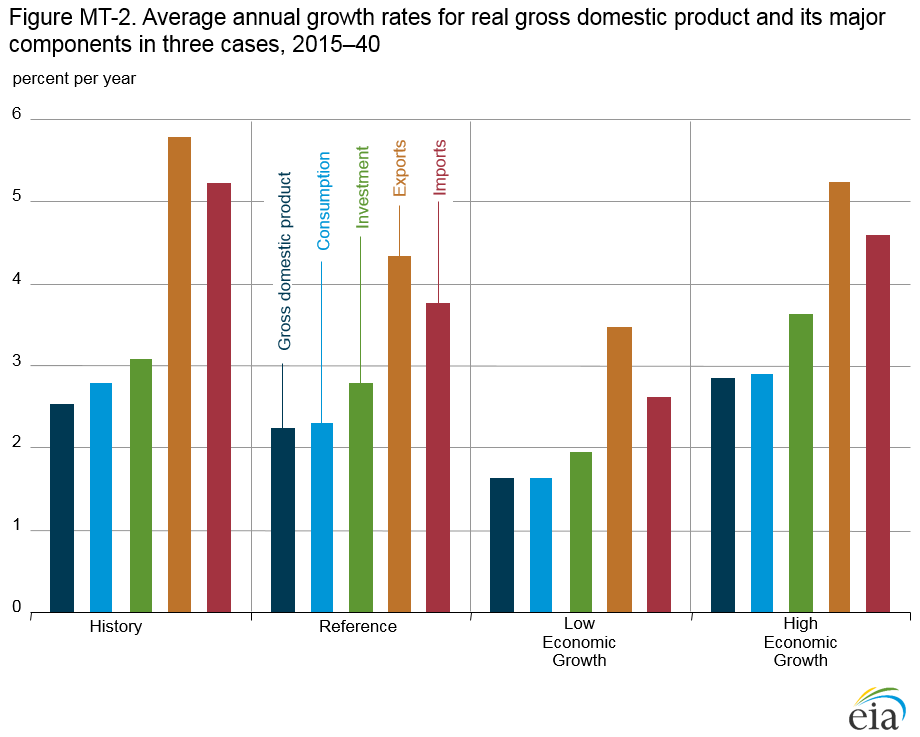 Figure MT-2. Average annual growth rates for real gross domestic product and its major
components in three cases, 2015–40
percent per year
6
5
4
3
2
1
0
Gross domestic product
Consumption
Investment
Exports
Imports
History
Reference
Low
Economic
Growth
High
Economic
Growth
eia